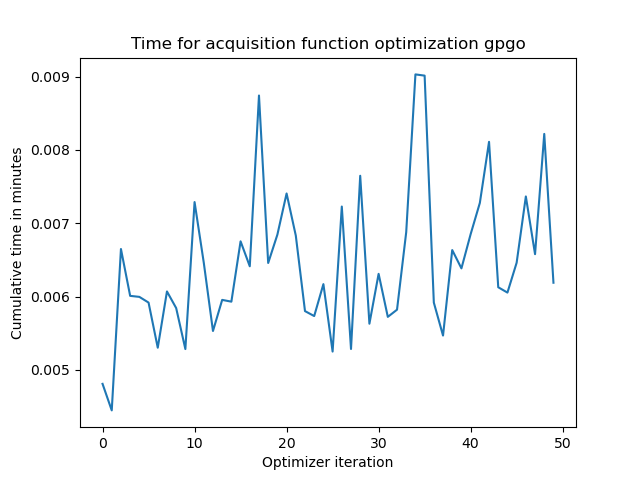 Time for acquisition function optimization gpgo
Cumulative time in minutes
0.009
0.008
0.007
0.006
0.005
0 10 20 30 40 50
Optimizer iteration